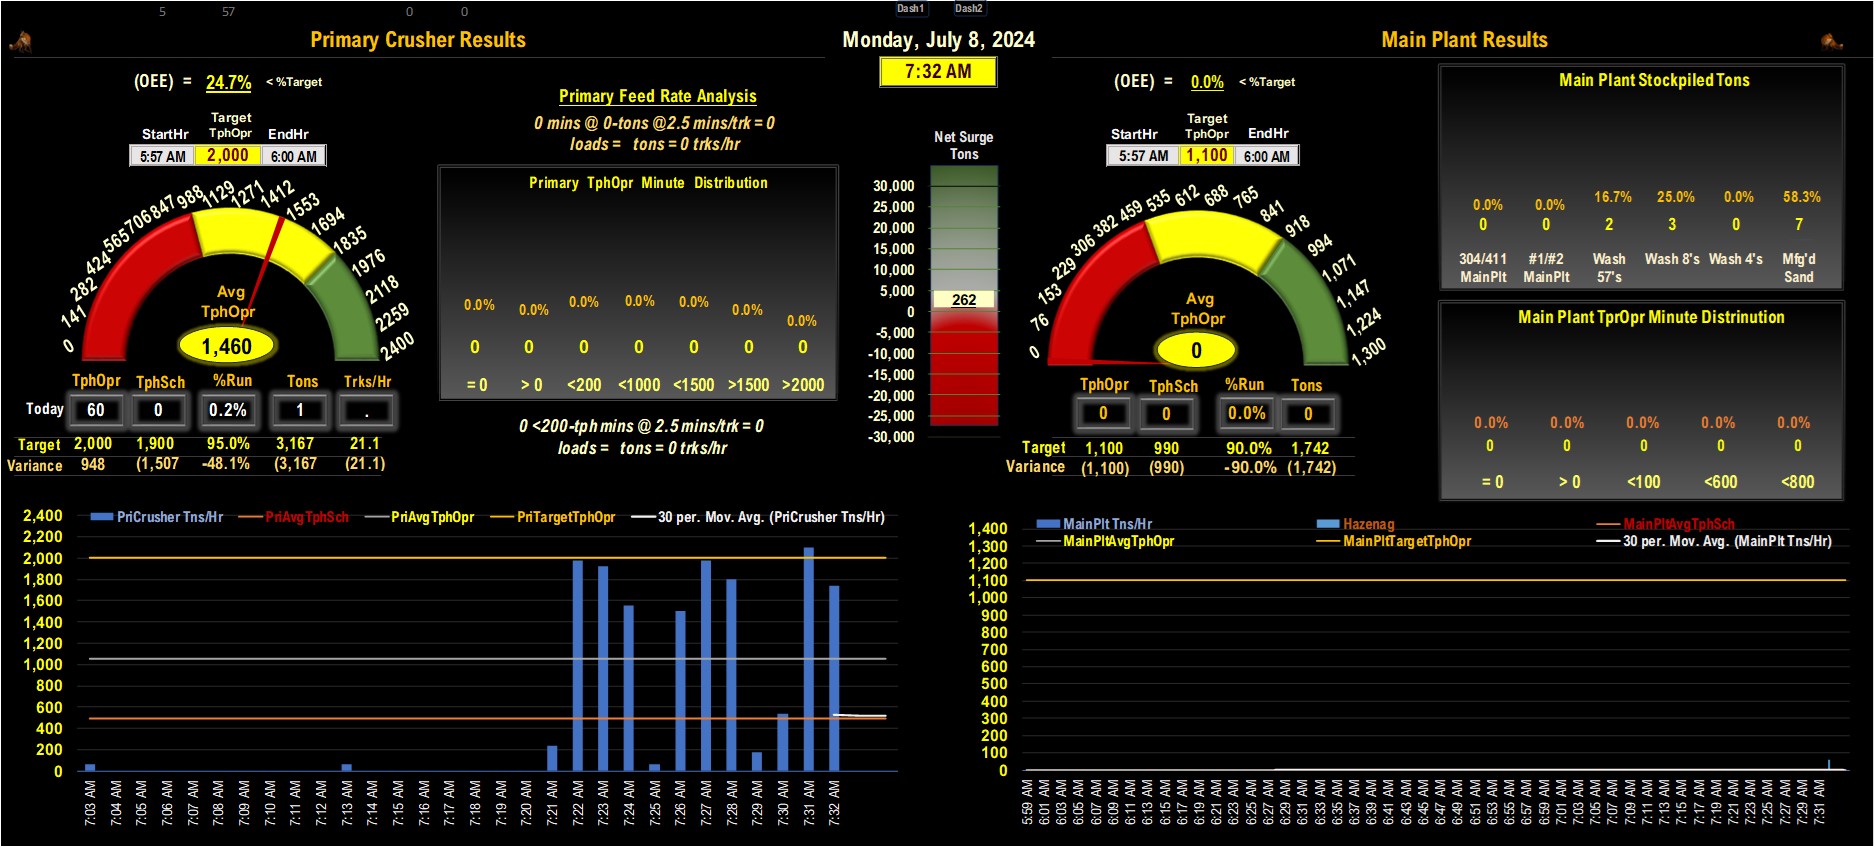 5 57 0 0 Dash1 Dash2
Primary Crusher Results
Monday, July 8, 2024
Main Plant Results
7:32 AM
(OEE) = 24.7% < %Target
Primary Feed Rate Analysis
0 mins @ 0-tons @2.5 mins/trk = 0
loads = tons = 0 trks/hr
StartHr Target TphOpr EndHr
5:57 AM 2,000 6:00 AM
0 141 282 424 565 706 847 988 1129 1271 1412 1553 1694 1835 1976 2118 2259 2400
Avg
TphOpr
1,460
TphOpr TphSch %Run Tons Trks/Hr
Today 60 0 0.2% 1 .
Target 2,000 1,900 95.0% 3,167 21.1
Variance 948 (1,507 -48.1% (3,167 (21.1)
Primary TphOpr Minute Distribution
0.0% 0.0% 0.0% 0.0% 0.0% 0.0% 0.0%
0 0 0 0 0 0 0
= 0 > 0 <200 <1000 <1500 >1500 >2000
0 <200-tph mins @ 2.5 mins/trk = 0
loads = tons = 0 trks/hr
Net Surge
Tons
30,000
25,000
20,000
15,000
10,000
5,000
262
0
-5,000
-10,000
-15,000
-20,000
-25,000
-30,000
(OEE) = 0.0% < %Target
StartHr Target TphOpr EndHr
5:57 AM 1,100 6:00 AM
0 76 153 229 306 382 459 535 612 688 765 841 918 994 1,071 1,147 1,224 1,300
Avg
TphOpr
0
TphOpr TphSch %Run Tons
0 0 0.0% 0
Target 1,100 990 90.0% 1,742
Variance (1,100) (990) -90.0% (1,742)
Main Plant Stockpiled Tons
0.0% 0.0% 16.7% 25.0% 0.0% 58.3%
0 0 2 3 0 7
304/411 #1/#2 Wash Wash 8's Wash 4's Mfg'd
MainPlt MainPlt 57's Sand
Main Plant TprOpr Minute Distrinution
0.0% 0.0% 0.0% 0.0% 0.0%
0 0 0 0 0
= 0 > 0 <100 <600 <800
PriCrusher Tns/Hr PriAvgTphSch PriAvgTphOpr PriTargetTphOpr 30 per. Mov. Avg. (PriCrusher Tns/Hr)
2,400
2,200
2,000
1,800
1,600
1,400
1,200
1,000
800
600
400
200
0
7:03 AM 7:04 AM 7:05 AM 7:06 AM 7:07 AM 7:08 AM 7:09 AM 7:10 AM 7:11 AM 7:12 AM 7:13 AM 7:14 AM 7:15 AM 7:16 AM 7:17 AM 7:18 AM 7:19 AM 7:20 AM 7:21 AM 7:22 AM 7:23 AM 7:24 AM 7:25 AM 7:26 AM 7:27 AM 7:28 AM 7:29 AM 7:30 AM 7:31 AM 7:32 AM
MainPlt Tns/Hr Hazenag MainPltAvgTphSch
MainPltAvgTphOpr MainPltTargetTphOpr 30 per. Mov. Avg. (MainPlt Tns/Hr)
1,400
1,300
1,200
1,100
1,000
900
800
700
600
500
400
300
200
100
0
5:59 AM 6:01 AM 6:05 AM 6:07 AM 6:09 AM 6:11 AM 6:13 AM 6:15 AM 6:17 AM 6:19 AM 6:21 AM 6:23 AM 6:25 AM 6:27 AM 6:29 AM 6:31 AM 6:33 AM 6:35 AM 6:37 AM 6:39 AM 6:41 AM 6:43 AM 6:45 AM 6:47 AM 6:49 AM 6:51 AM 6:53 AM 6:55 AM 6:56 AM 6:59 AM 7:01 AM 7:03 AM 7:05 AM 7:07 AM 7:09 AM 7:11 AM 7:13 AM 7:15 AM 7:17 AM 7:19 AM 7:21 AM 7:23 AM 7:25 AM 7:27 AM 7:29 AM 7:31 AM